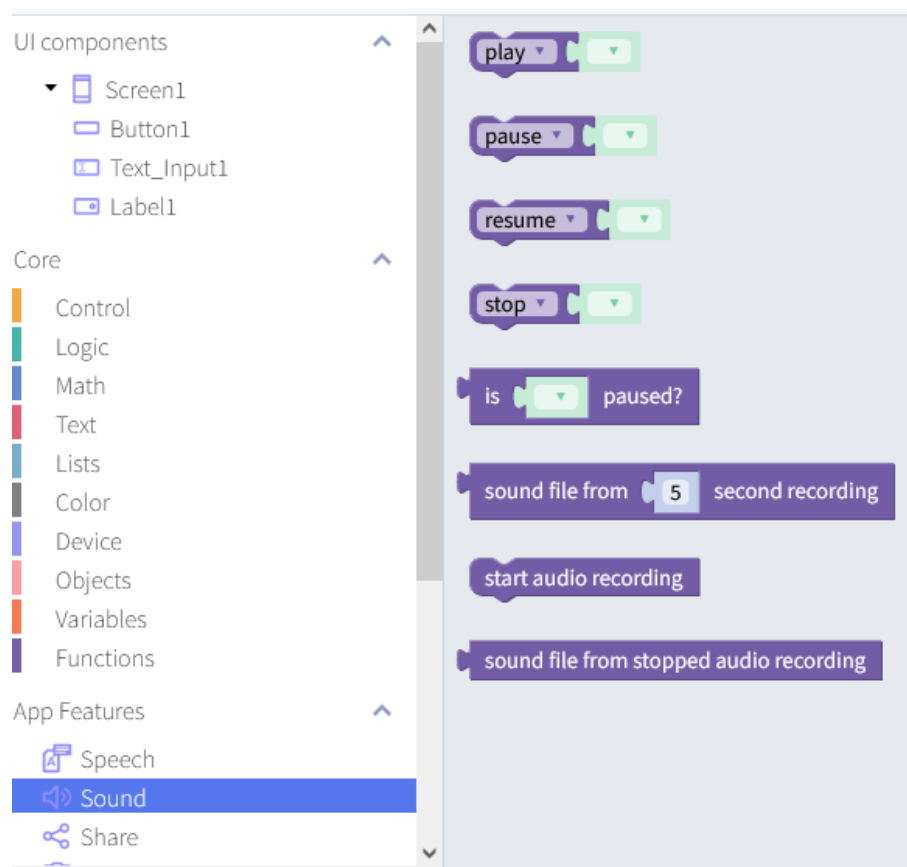 UI components
Screen1
Button1
Text_Input1
Label1
Core
Control
Logic
Math
Text
Lists
Color
Device
Objects
Variables
Functions
App Features
Speech
Sound
Share
play
pause
resume
stop
is paused?
sound file from 5 second recording
start audio recording
sound file from stopped audio recording